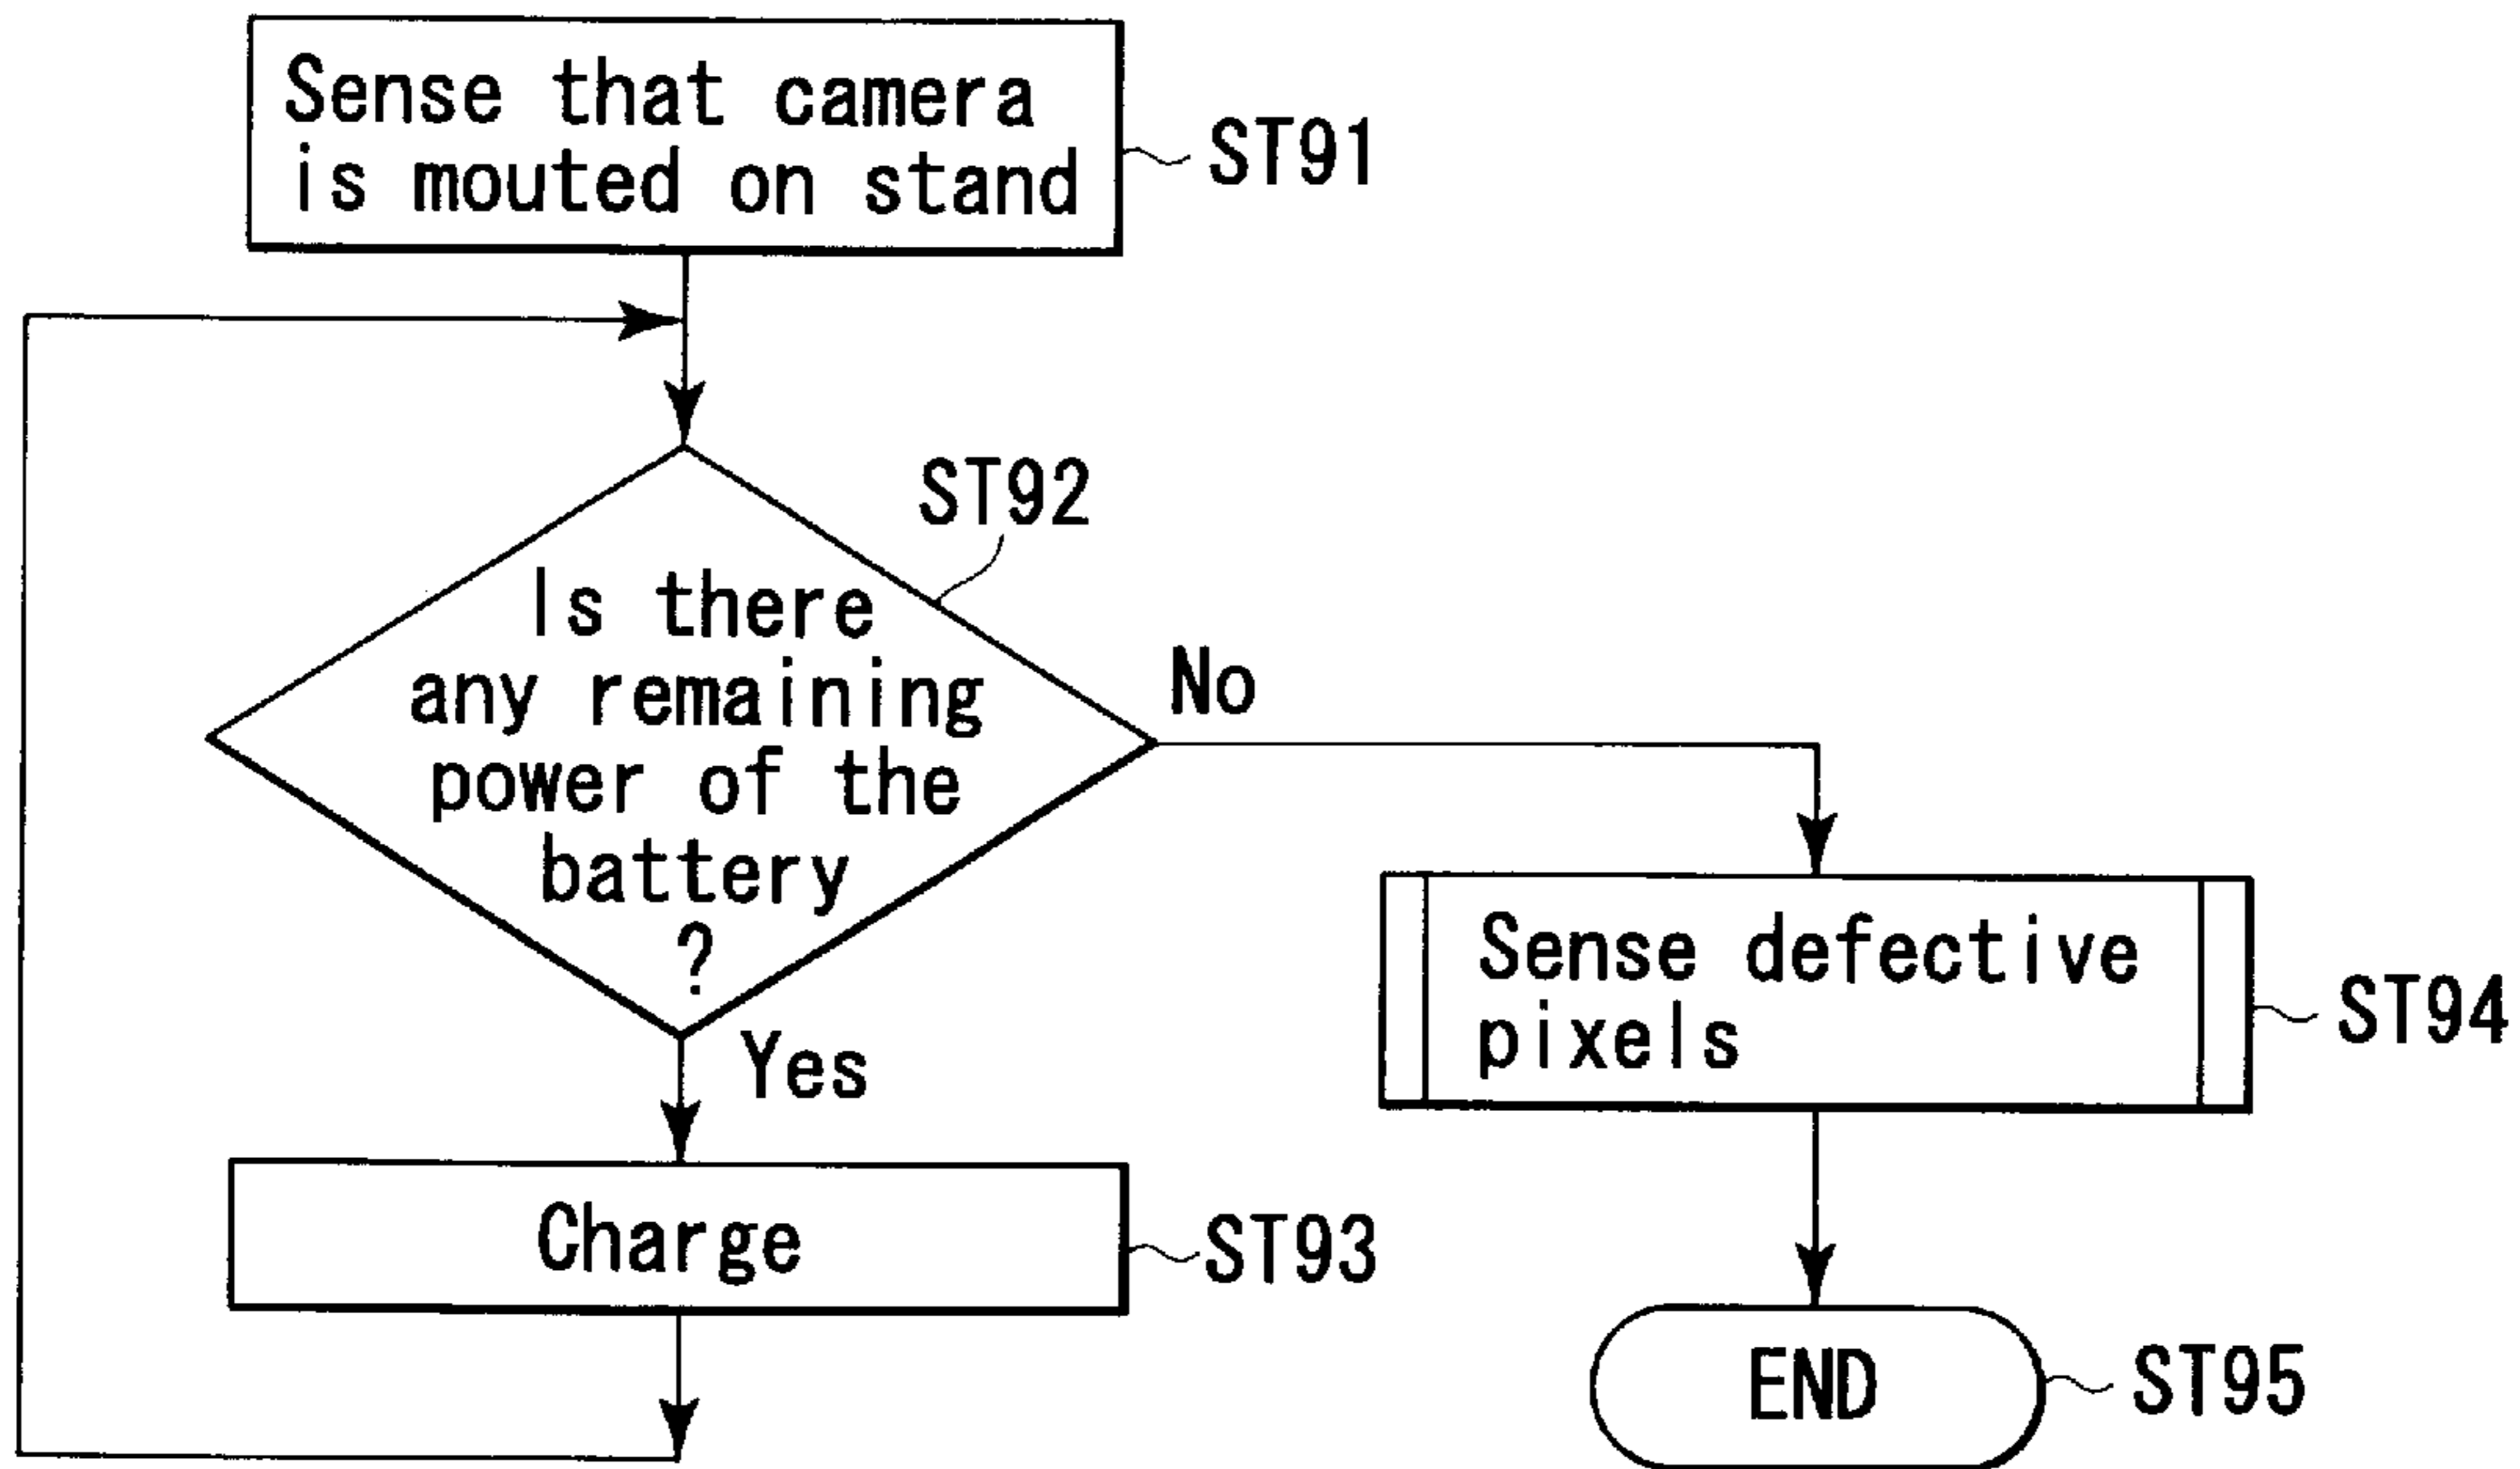 Sense that camera
is mouted on stand
ST91
ST92
Is there
any remaining
power of the
battery
?
No
Yes
Sense defective
pixels
ST94
Charge
ST93
END
ST95